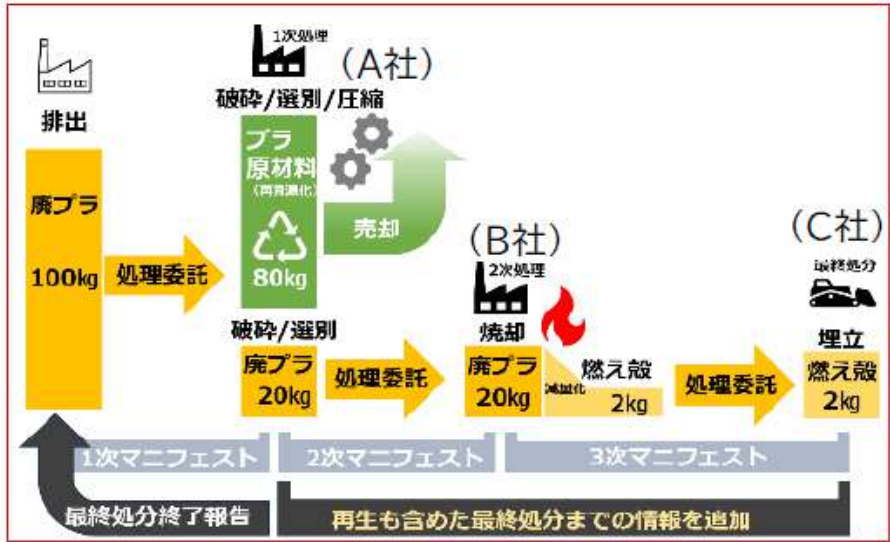 排出
廃プラ
100kg
処理委託
1次処理
(A社)
破砕/選別/圧縮
プラ
原材料
(再資源化)
80kg
売却
破砕/選別
廃プラ
20kg
処理委託
(B社)
2次処理
焼却
廃プラ
20kg
減量化
燃え殻
2kg
処理委託
(C社)
最終処分
埋立
燃え殻
2kg
1次マニフェスト
2次マニフェスト
3次マニフェスト
最終処分終了報告
再生も含めた最終処分までの情報を追加